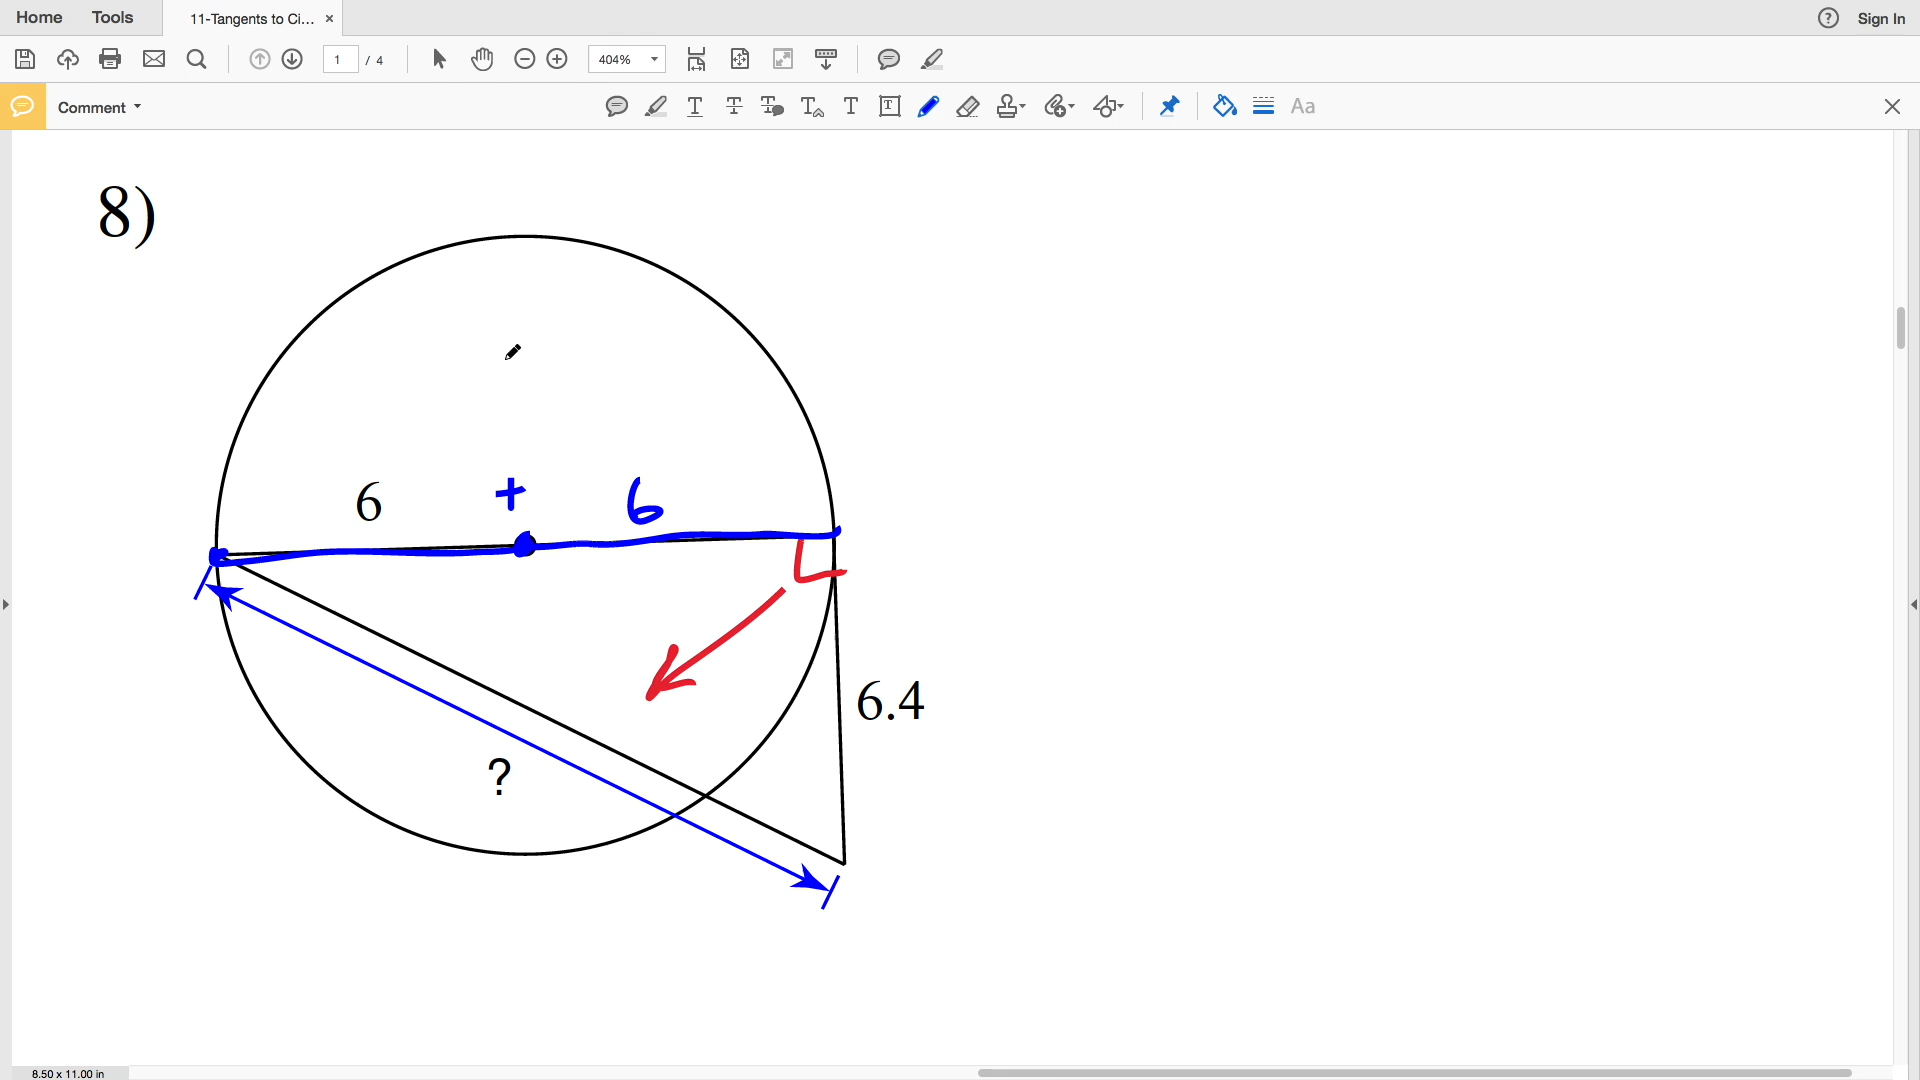 Home Tools 11-Tangents to Ci... × ? Sign In
1 / 4 404%
Comment T T T T T T Aa
8)
6 + 6
6.4
?
8.50 x 11.00 in